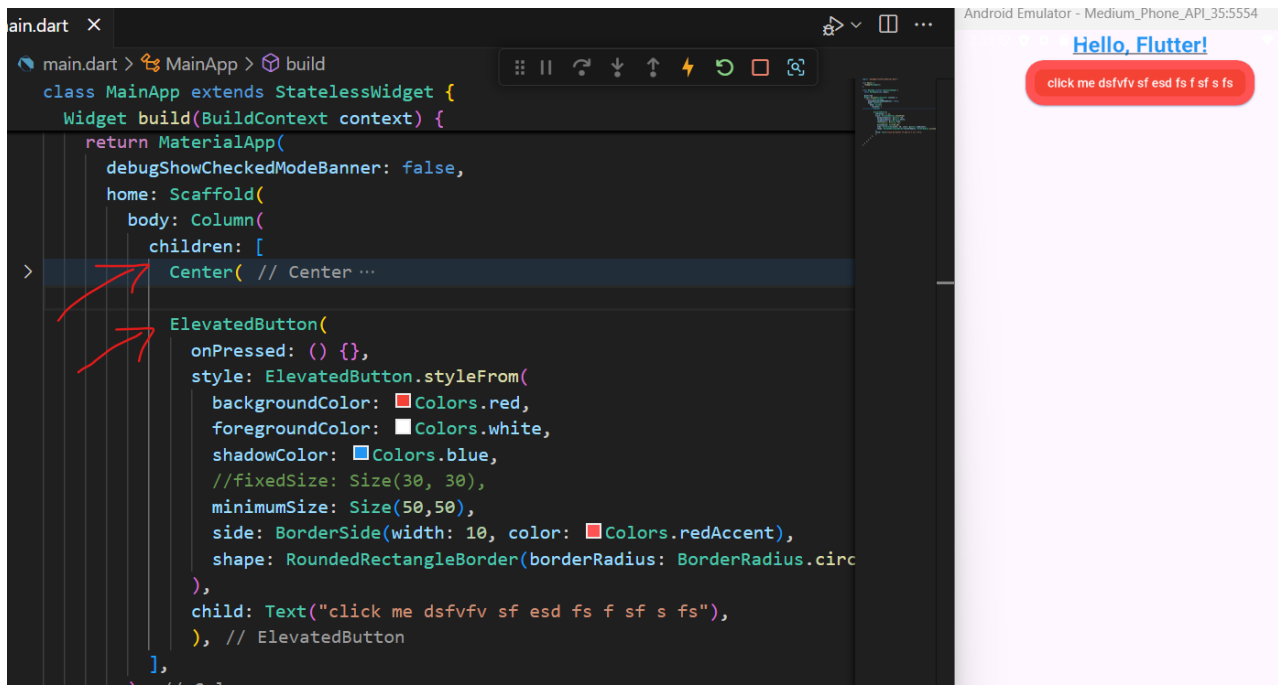 ain.dart
Android Emulator - Medium_Phone_API_35:5554
main.dart > MainApp > build
Hello, Flutter!
click me dsfvfv sf esd fs f sf s fs
class MainApp extends StatelessWidget {
Widget build(BuildContext context) {
return MaterialApp(
debugShowCheckedModeBanner: false,
home: Scaffold(
body: Column(
children: [
Center( // Center ···
ElevatedButton(
onPressed: () {},
style: ElevatedButton.styleFrom(
backgroundColor: Colors.red,
foregroundColor: Colors.white,
shadowColor: Colors.blue,
//fixedSize: Size(30, 30),
minimumSize: Size(50,50),
side: BorderSide(width: 10, color: Colors.redAccent),
shape: RoundedRectangleBorder(borderRadius: BorderRadius.circ
),
child: Text("click me dsfvfv sf esd fs f sf s fs"),
), // ElevatedButton
],